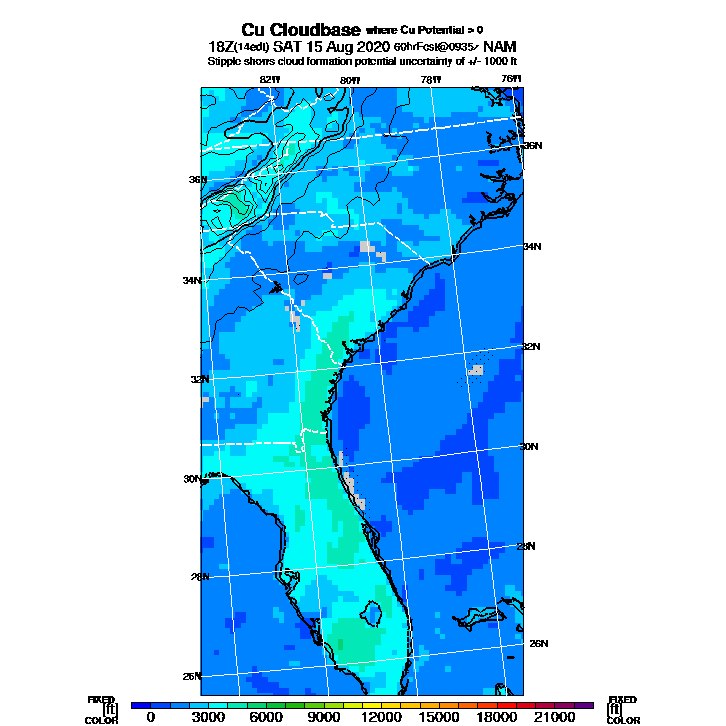 Cu Cloudbase where Cu Potential > 0
18Z(14edt) SAT 15 Aug 2020 60hrFcst@0935z NAM
Stipple shows cloud formation potential uncertainty of +/- 1000 ft
82W 80W 78W 76W
36N 36N
34N 34N
32N 32N
30N 30N
28N 28N
26N 26N
FIXED FIXED
[ft] [ft]
COLOR COLOR
0 3000 6000 9000 12000 15000 18000 21000